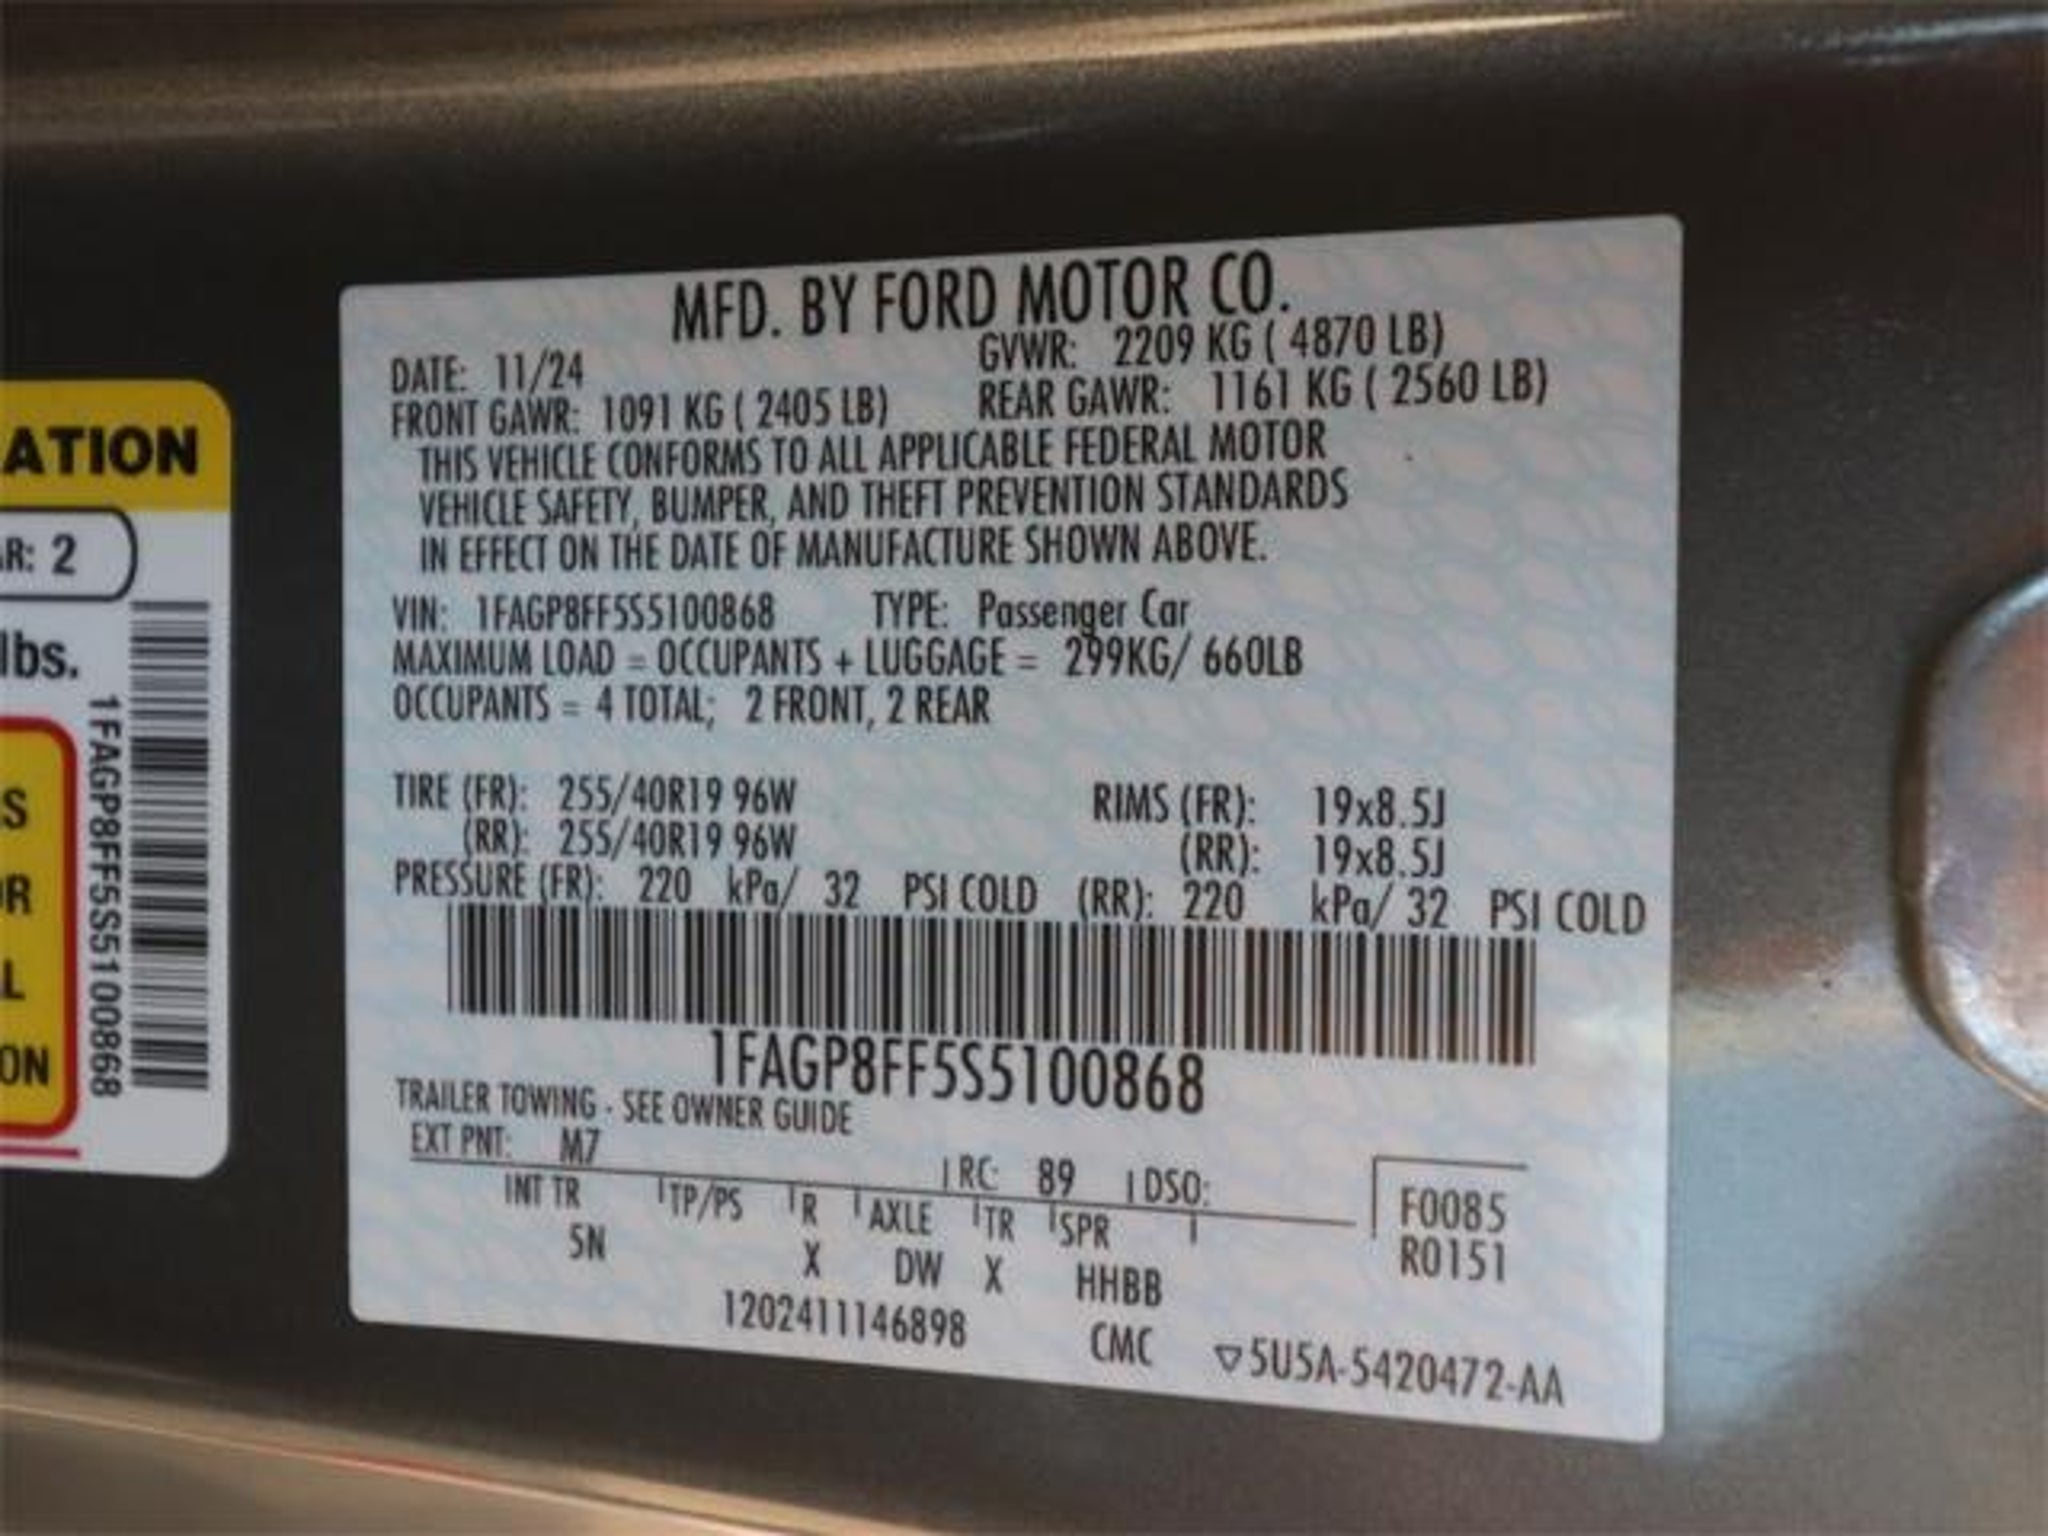 ATION
AR: 2
lbs.
1FAGP8FF5S5100868
S
OR
L
ON
MFD. BY FORD MOTOR CO.
DATE: 11/24 GVWR: 2209 KG ( 4870 LB)
FRONT GAWR: 1091 KG ( 2405 LB) REAR GAWR: 1161 KG ( 2560 LB)
THIS VEHICLE CONFORMS TO ALL APPLICABLE FEDERAL MOTOR
VEHICLE SAFETY, BUMPER, AND THEFT PREVENTION STANDARDS
IN EFFECT ON THE DATE OF MANUFACTURE SHOWN ABOVE.
VIN: 1FAGP8FF5S5100868 TYPE: Passenger Car
MAXIMUM LOAD = OCCUPANTS + LUGGAGE = 299KG/ 660LB
OCCUPANTS = 4 TOTAL; 2 FRONT, 2 REAR
TIRE (FR): 255/40R19 96W RIMS (FR): 19x8.5J
(RR): 255/40R19 96W (RR): 19x8.5J
PRESSURE (FR): 220 kPa/ 32 PSI COLD (RR): 220 kPa/ 32 PSI COLD
1FAGP8FF5S5100868
TRAILER TOWING - SEE OWNER GUIDE
EXT PNT: M7 RC: 89 DSO:
INT TR TP/PS R AXLE TR SPR
5N X DW X HHBB
F0085
R0151
1202411146898 CMC ▽5U5A-5420472-AA